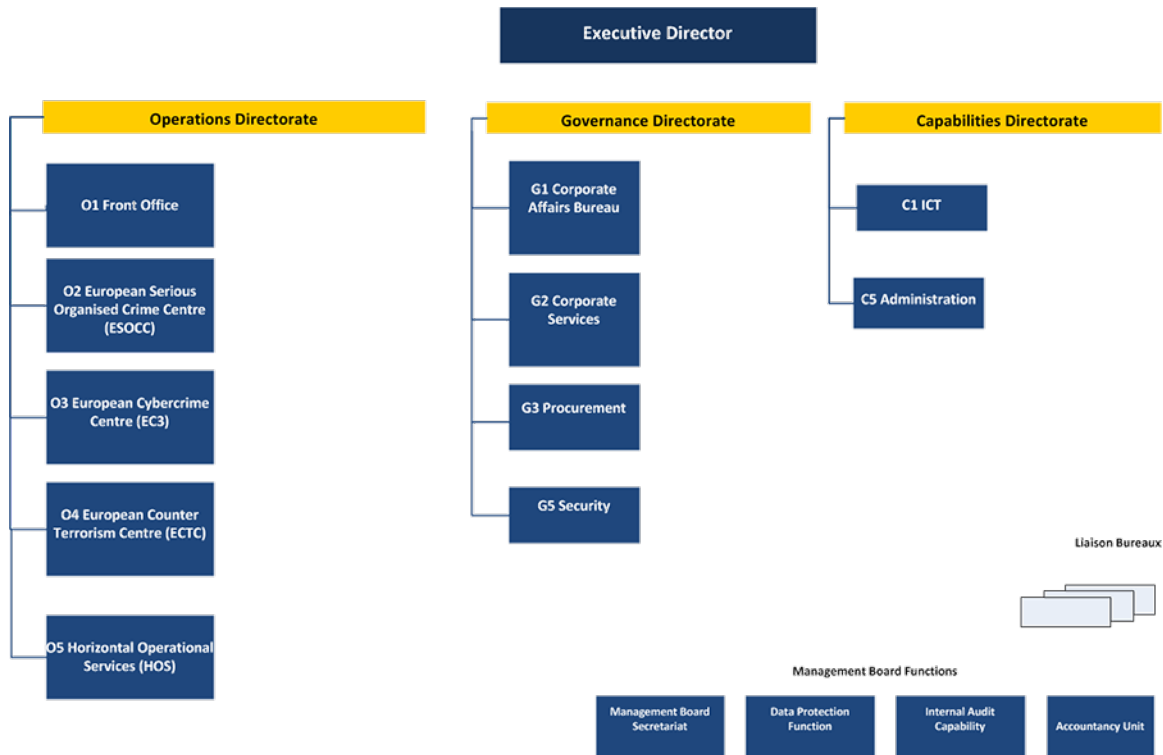 Executive Director
Operations Directorate
O1 Front Office
O2 European Serious
Organised Crime Centre
(ESOCC)
O3 European Cybercrime
Centre (EC3)
O4 European Counter
Terrorism Centre (ECTC)
O5 Horizontal Operational
Services (HOS)
Governance Directorate
G1 Corporate
Affairs Bureau
G2 Corporate
Services
G3 Procurement
G5 Security
Capabilities Directorate
C1 ICT
C5 Administration
Liaison Bureaux
Management Board Functions
Management Board
Secretariat
Data Protection
Function
Internal Audit
Capability
Accountancy Unit